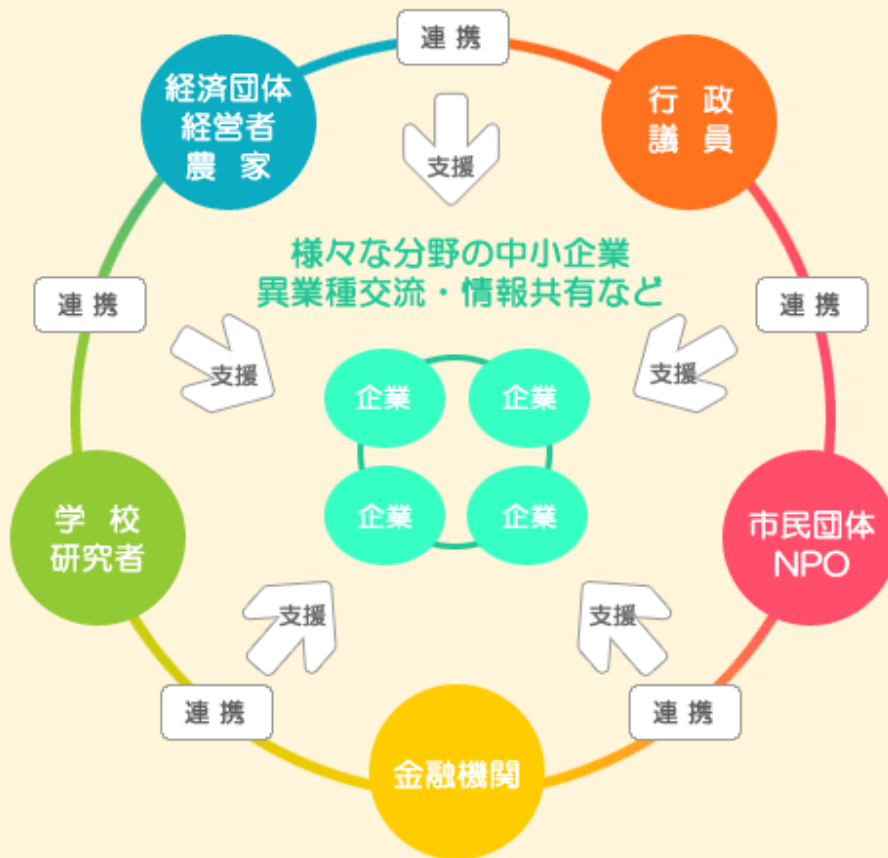 連 携
経済団体
経営者
農 家
行 政
議 員
支援
様々な分野の中小企業
異業種交流・情報共有など
連 携
連 携
支援
支援
企業
企業
企業
企業
学 校
研究者
市民団体
NPO
支援
支援
連 携
連 携
金融機関